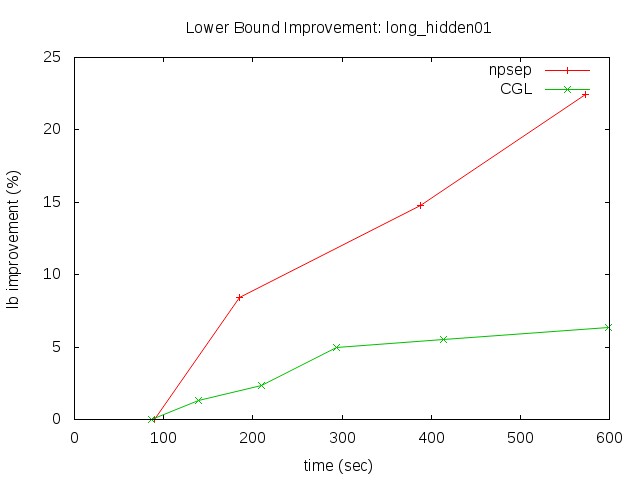 Lower Bound Improvement: long_hidden01
npsep
CGL
lb improvement (%)
25
20
15
10
5
0
0 100 200 300 400 500 600
time (sec)